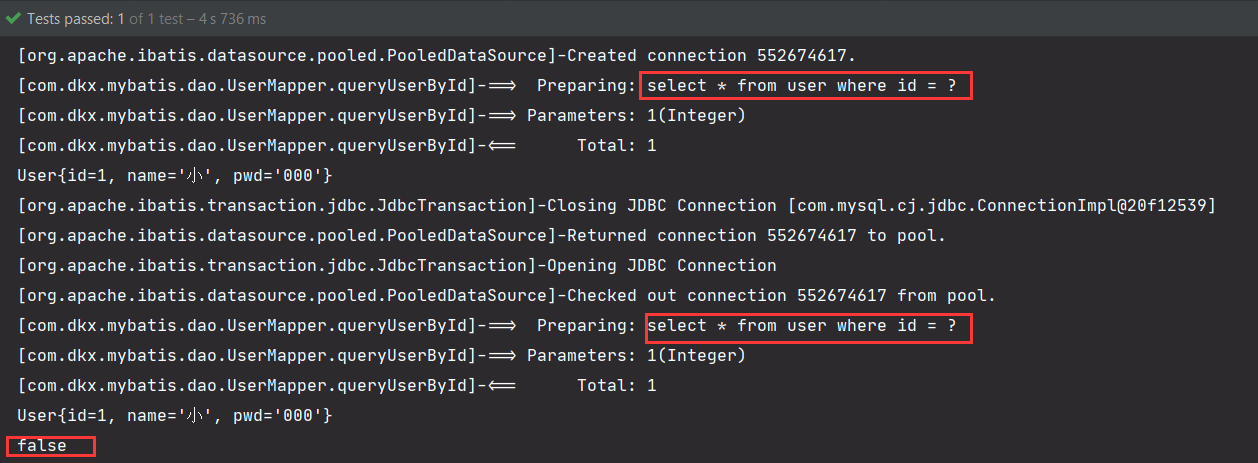 Tests passed: 1 of 1 test – 4 s 736 ms
[org.apache.ibatis.datasource.pooled.PooledDataSource]-Created connection 552674617.
[com.dkx.mybatis.dao.UserMapper.queryUserById]-==>  Preparing: select * from user where id = ?
[com.dkx.mybatis.dao.UserMapper.queryUserById]-==> Parameters: 1(Integer)
[com.dkx.mybatis.dao.UserMapper.queryUserById]-<==      Total: 1
User{id=1, name='小', pwd='000'}
[org.apache.ibatis.transaction.jdbc.JdbcTransaction]-Closing JDBC Connection [com.mysql.cj.jdbc.ConnectionImpl@20f12539]
[org.apache.ibatis.datasource.pooled.PooledDataSource]-Returned connection 552674617 to pool.
[org.apache.ibatis.transaction.jdbc.JdbcTransaction]-Opening JDBC Connection
[org.apache.ibatis.datasource.pooled.PooledDataSource]-Checked out connection 552674617 from pool.
[com.dkx.mybatis.dao.UserMapper.queryUserById]-==>  Preparing: select * from user where id = ?
[com.dkx.mybatis.dao.UserMapper.queryUserById]-==> Parameters: 1(Integer)
[com.dkx.mybatis.dao.UserMapper.queryUserById]-<==      Total: 1
User{id=1, name='小', pwd='000'}
false